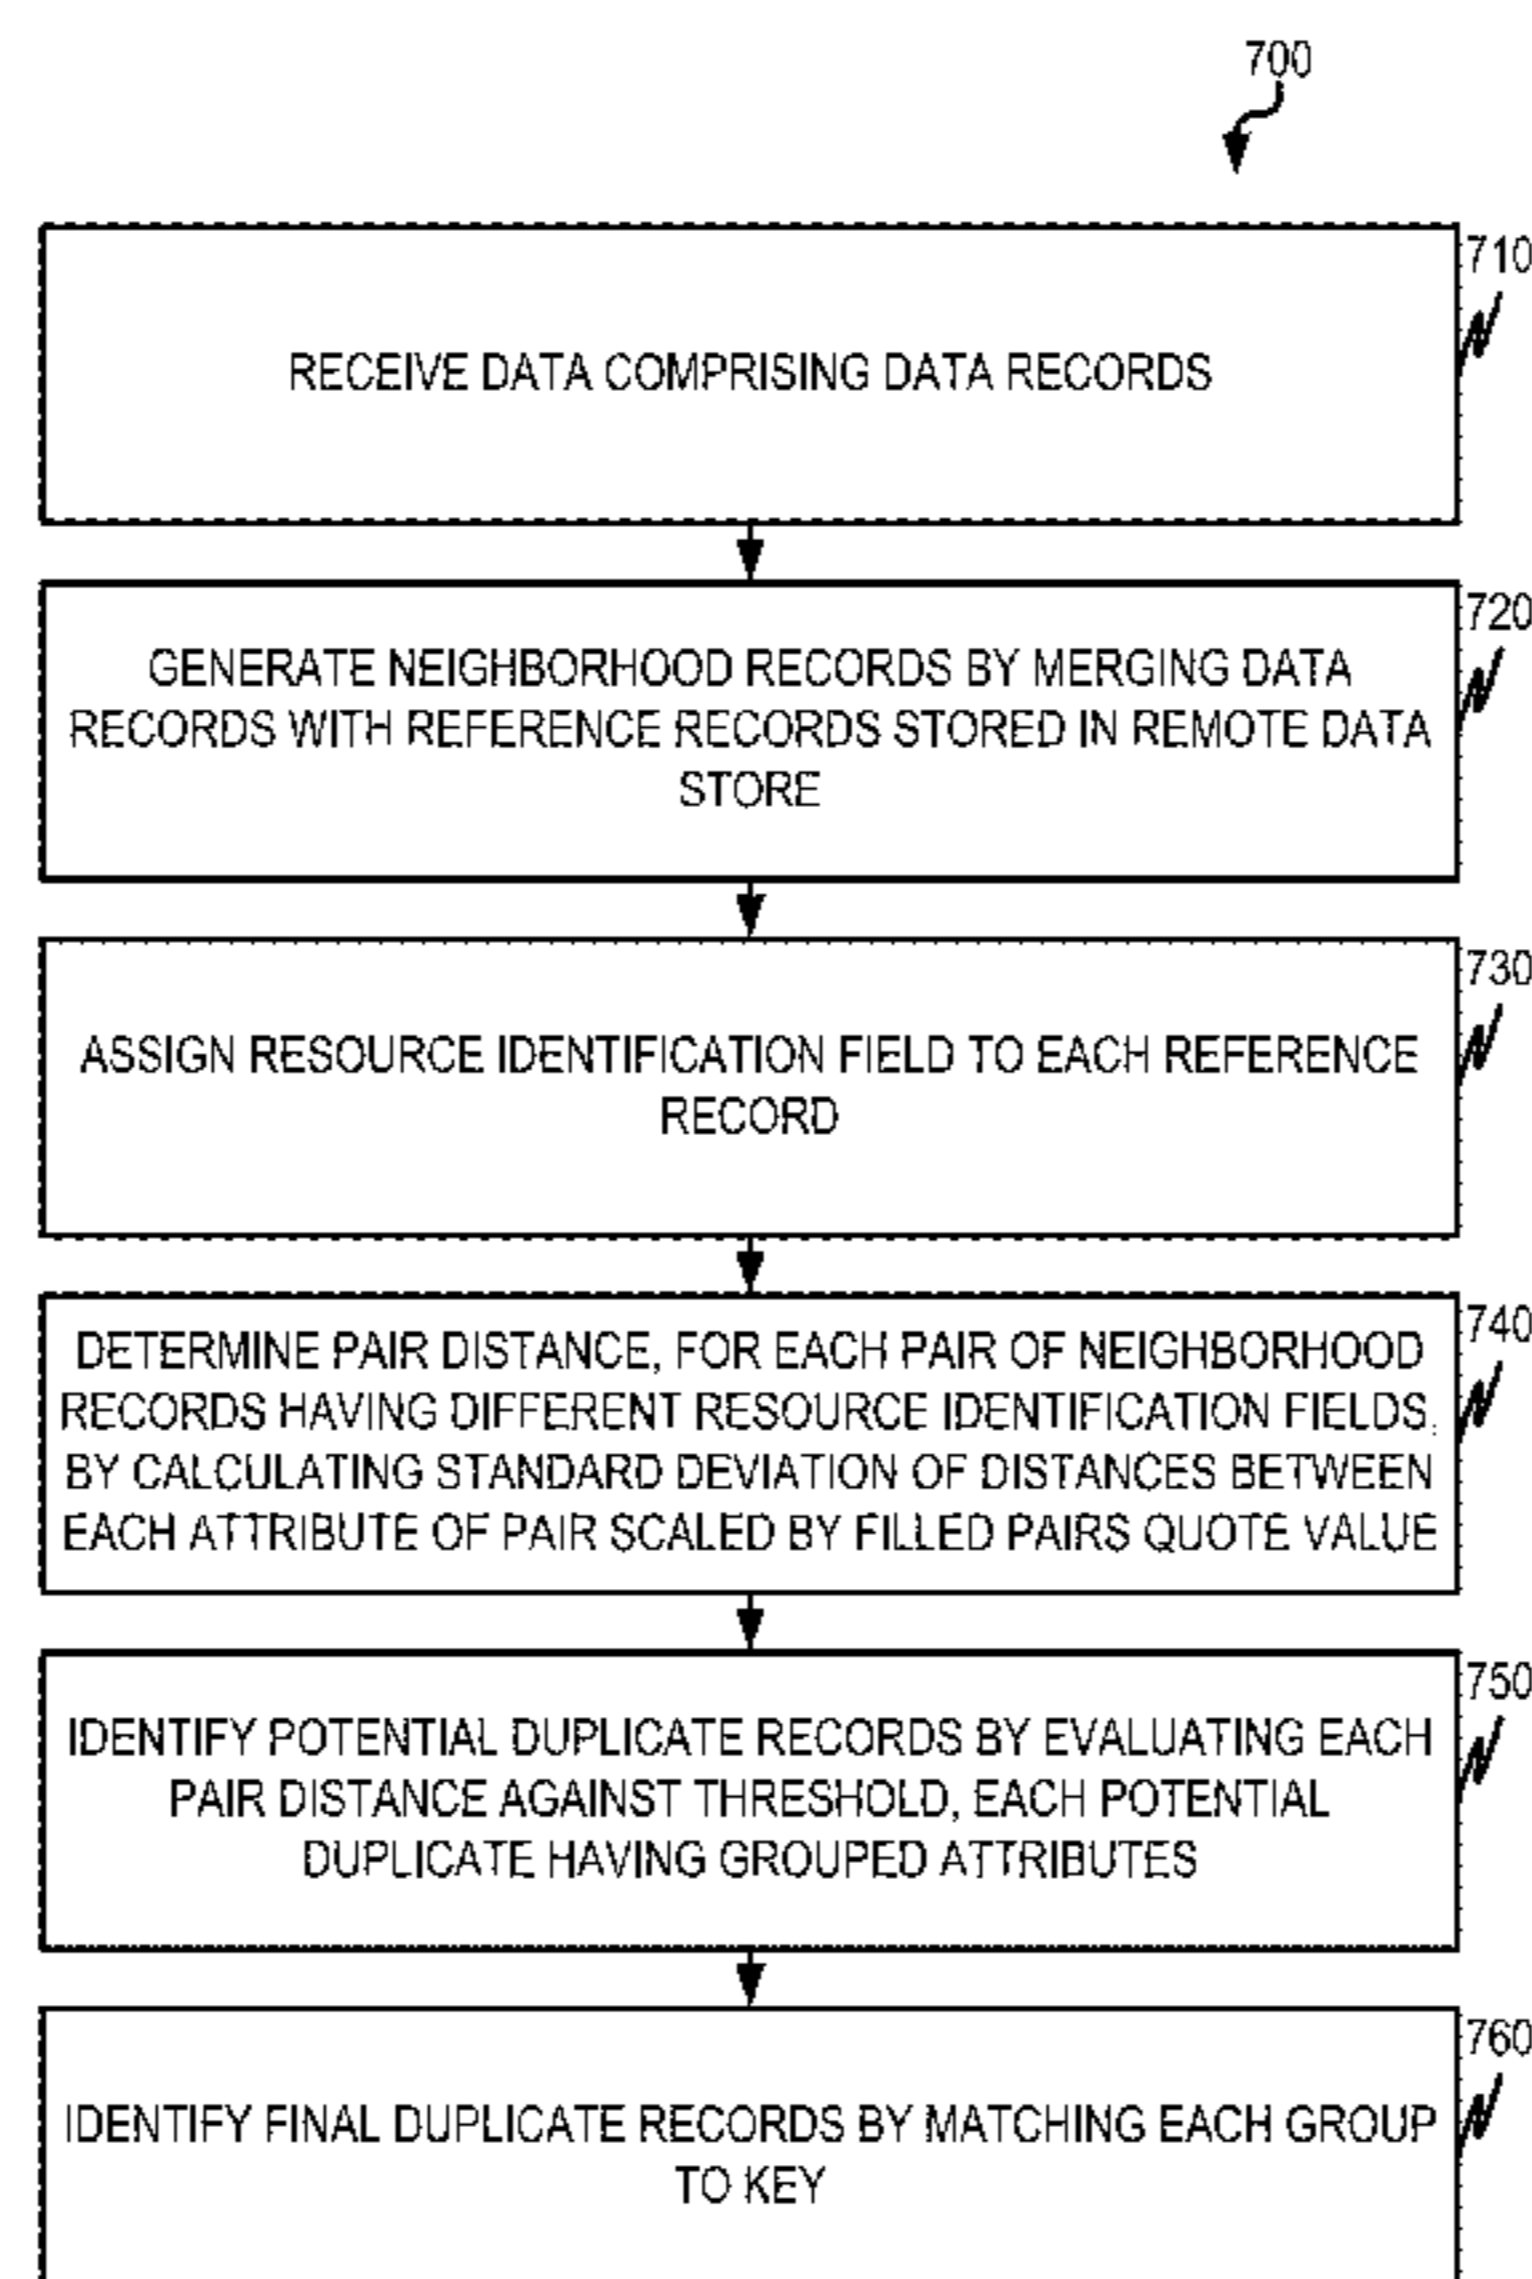 700
710
RECEIVE DATA COMPRISING DATA RECORDS
720
GENERATE NEIGHBORHOOD RECORDS BY MERGING DATA
RECORDS WITH REFERENCE RECORDS STORED IN REMOTE DATA
STORE
730
ASSIGN RESOURCE IDENTIFICATION FIELD TO EACH REFERENCE
RECORD
740
DETERMINE PAIR DISTANCE, FOR EACH PAIR OF NEIGHBORHOOD
RECORDS HAVING DIFFERENT RESOURCE IDENTIFICATION FIELDS,
BY CALCULATING STANDARD DEVIATION OF DISTANCES BETWEEN
EACH ATTRIBUTE OF PAIR SCALED BY FILLED PAIRS QUOTE VALUE
750
IDENTIFY POTENTIAL DUPLICATE RECORDS BY EVALUATING EACH
PAIR DISTANCE AGAINST THRESHOLD, EACH POTENTIAL
DUPLICATE HAVING GROUPED ATTRIBUTES
760
IDENTIFY FINAL DUPLICATE RECORDS BY MATCHING EACH GROUP
TO KEY